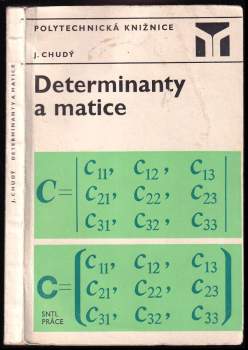 POLYTECHNICKÁ KNIŽNICE
J. CHUDÝ
Determinanty
a matice
C = | c11, c12, c13 |
| c21, c22, c23 |
| c31, c32, c33 |
C = ( c11, c12, c13 )
( c21, c22, c23 )
( c31, c32, c33 )
SNTL
PRÁCE
J. CHUDÝ DETERMINANTY A MATICE